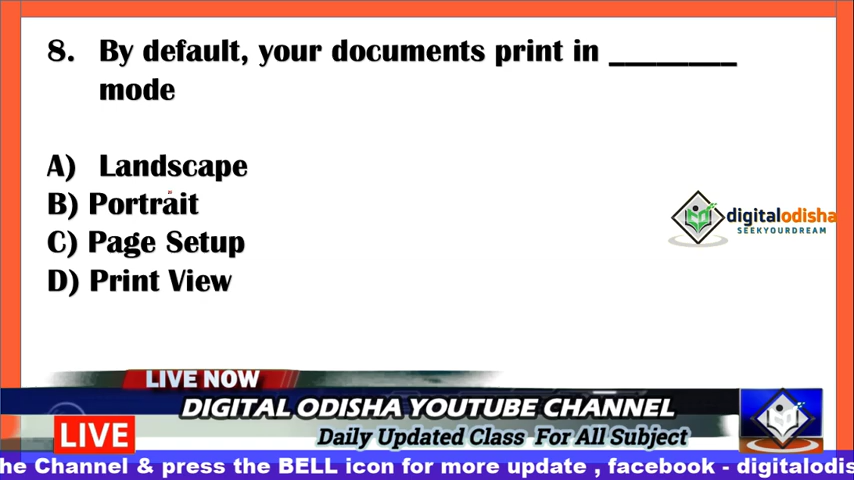 8. By default, your documents print in ________
mode
A) Landscape
B) Portrait
C) Page Setup
D) Print View
digitalodisha
SEEKYOURDREAM
LIVE NOW
DIGITAL ODISHA YOUTUBE CHANNEL
LIVE
Daily Updated Class For All Subject
he Channel & press the BELL icon for more update , facebook - digitalodis